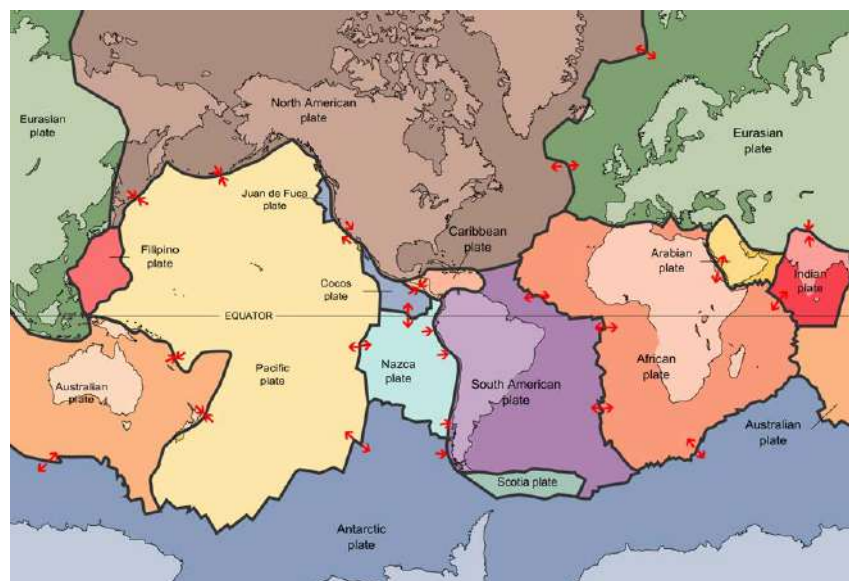 North American
plate
Eurasian
plate
Eurasian
plate
Juan de Fuca
plate
Caribbean
plate
Filipino
plate
Arabian
plate
Indian
plate
Cocos
plate
EQUATOR
Pacific
plate
Nazca
plate
South American
plate
African
plate
Australian
plate
Australian
plate
Scotia plate
Antarctic
plate